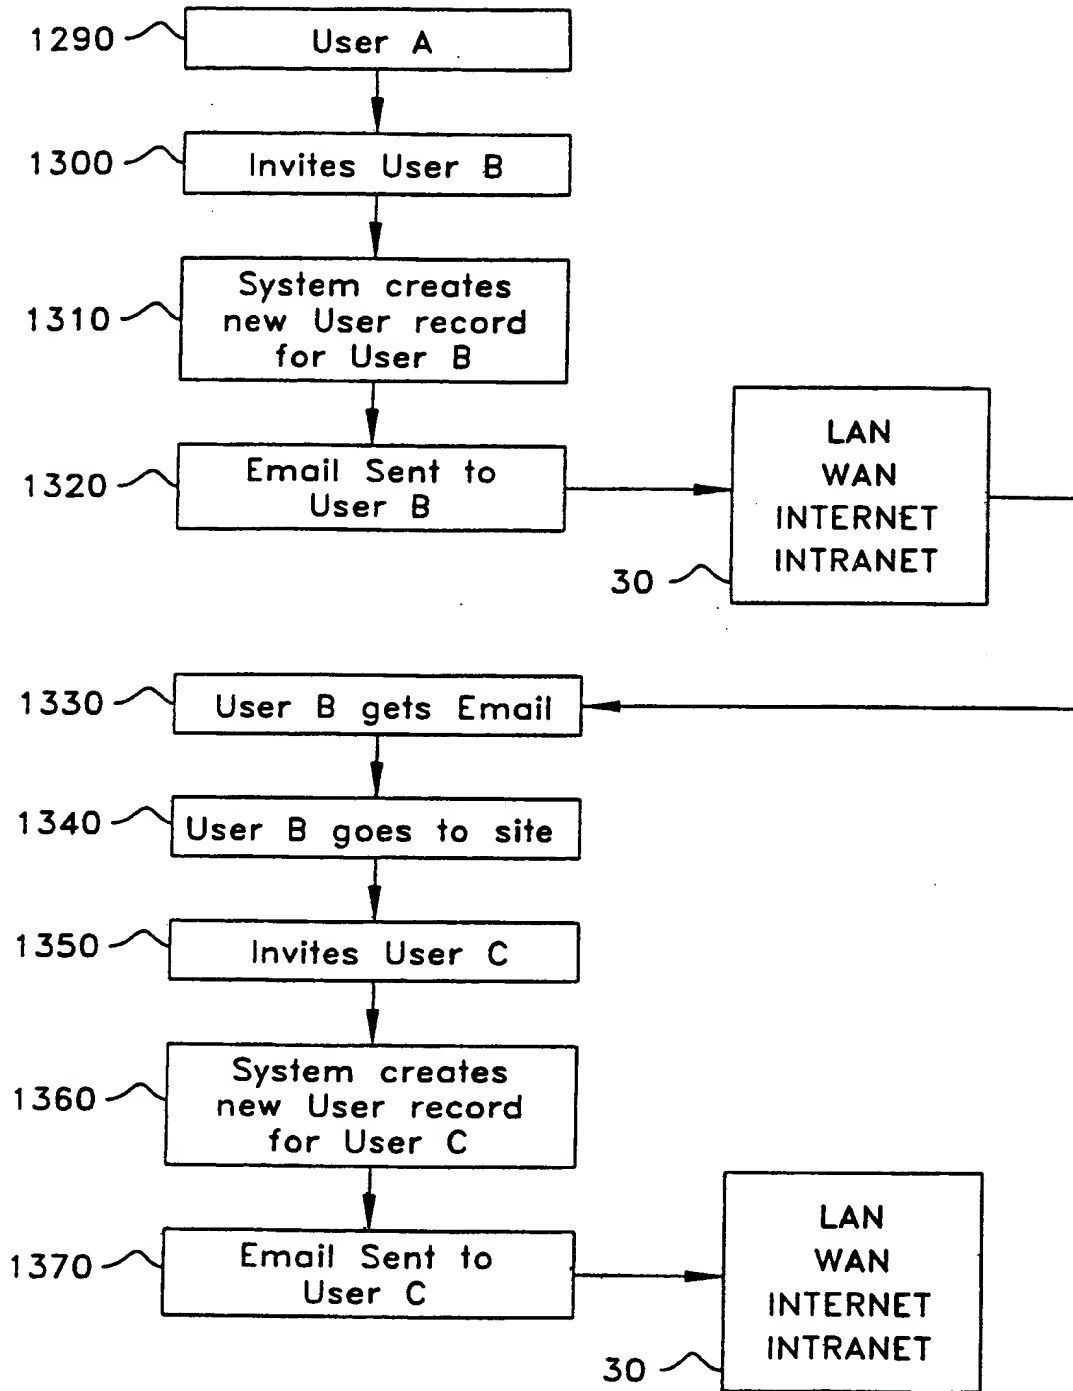 1290
User A
1300
Invites User B
1310
System creates
new User record
for User B
1320
Email Sent to
User B
LAN
WAN
INTERNET
INTRANET
30
1330
User B gets Email
1340
User B goes to site
1350
Invites User C
1360
System creates
new User record
for User C
1370
Email Sent to
User C
LAN
WAN
INTERNET
INTRANET
30